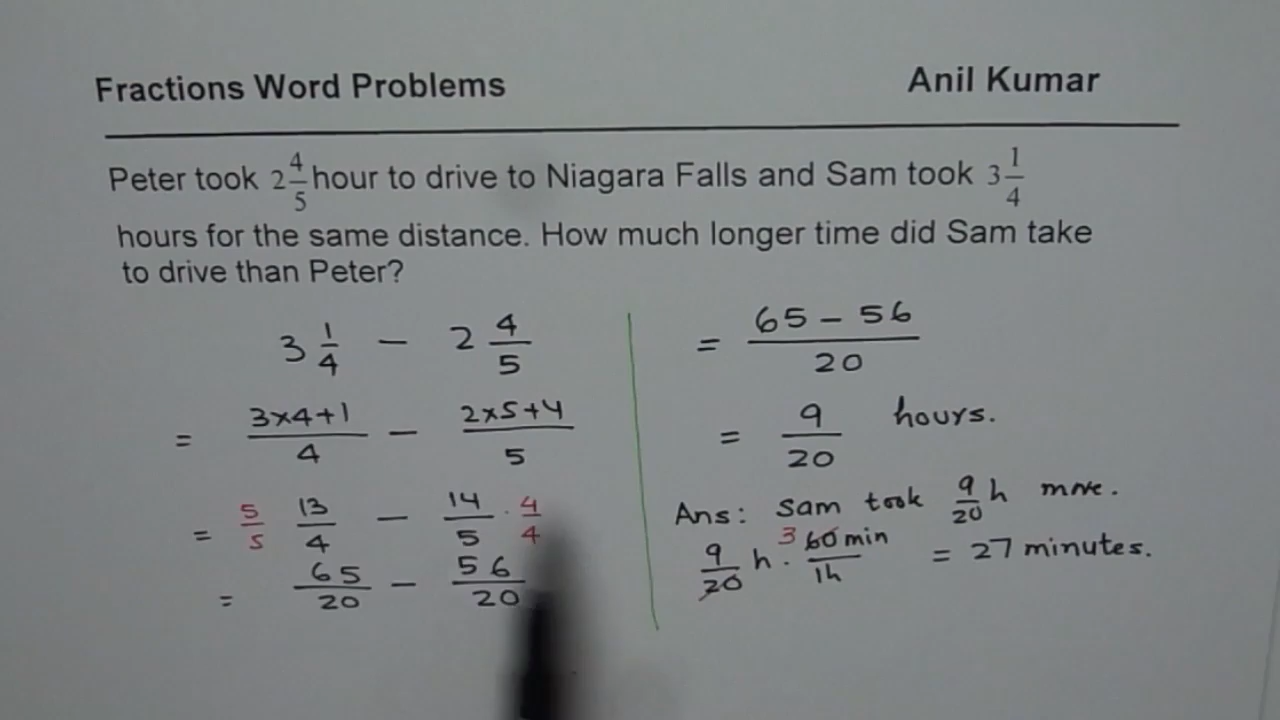 Fractions Word Problems Anil Kumar
Peter took 2 4/5 hour to drive to Niagara Falls and Sam took 3 1/4
hours for the same distance. How much longer time did Sam take
to drive than Peter?
3 1/4 − 2 4/5
= (3×4+1)/4 − (2×5+4)/5
= 5/5 13/4 − 14/5 · 4/4
= 65/20 − 56/20
= (65 − 56)/20
= 9/20 hours.
Ans: Sam took 9/20 h more.
9/20 h · 3 60 min/1h = 27 minutes.